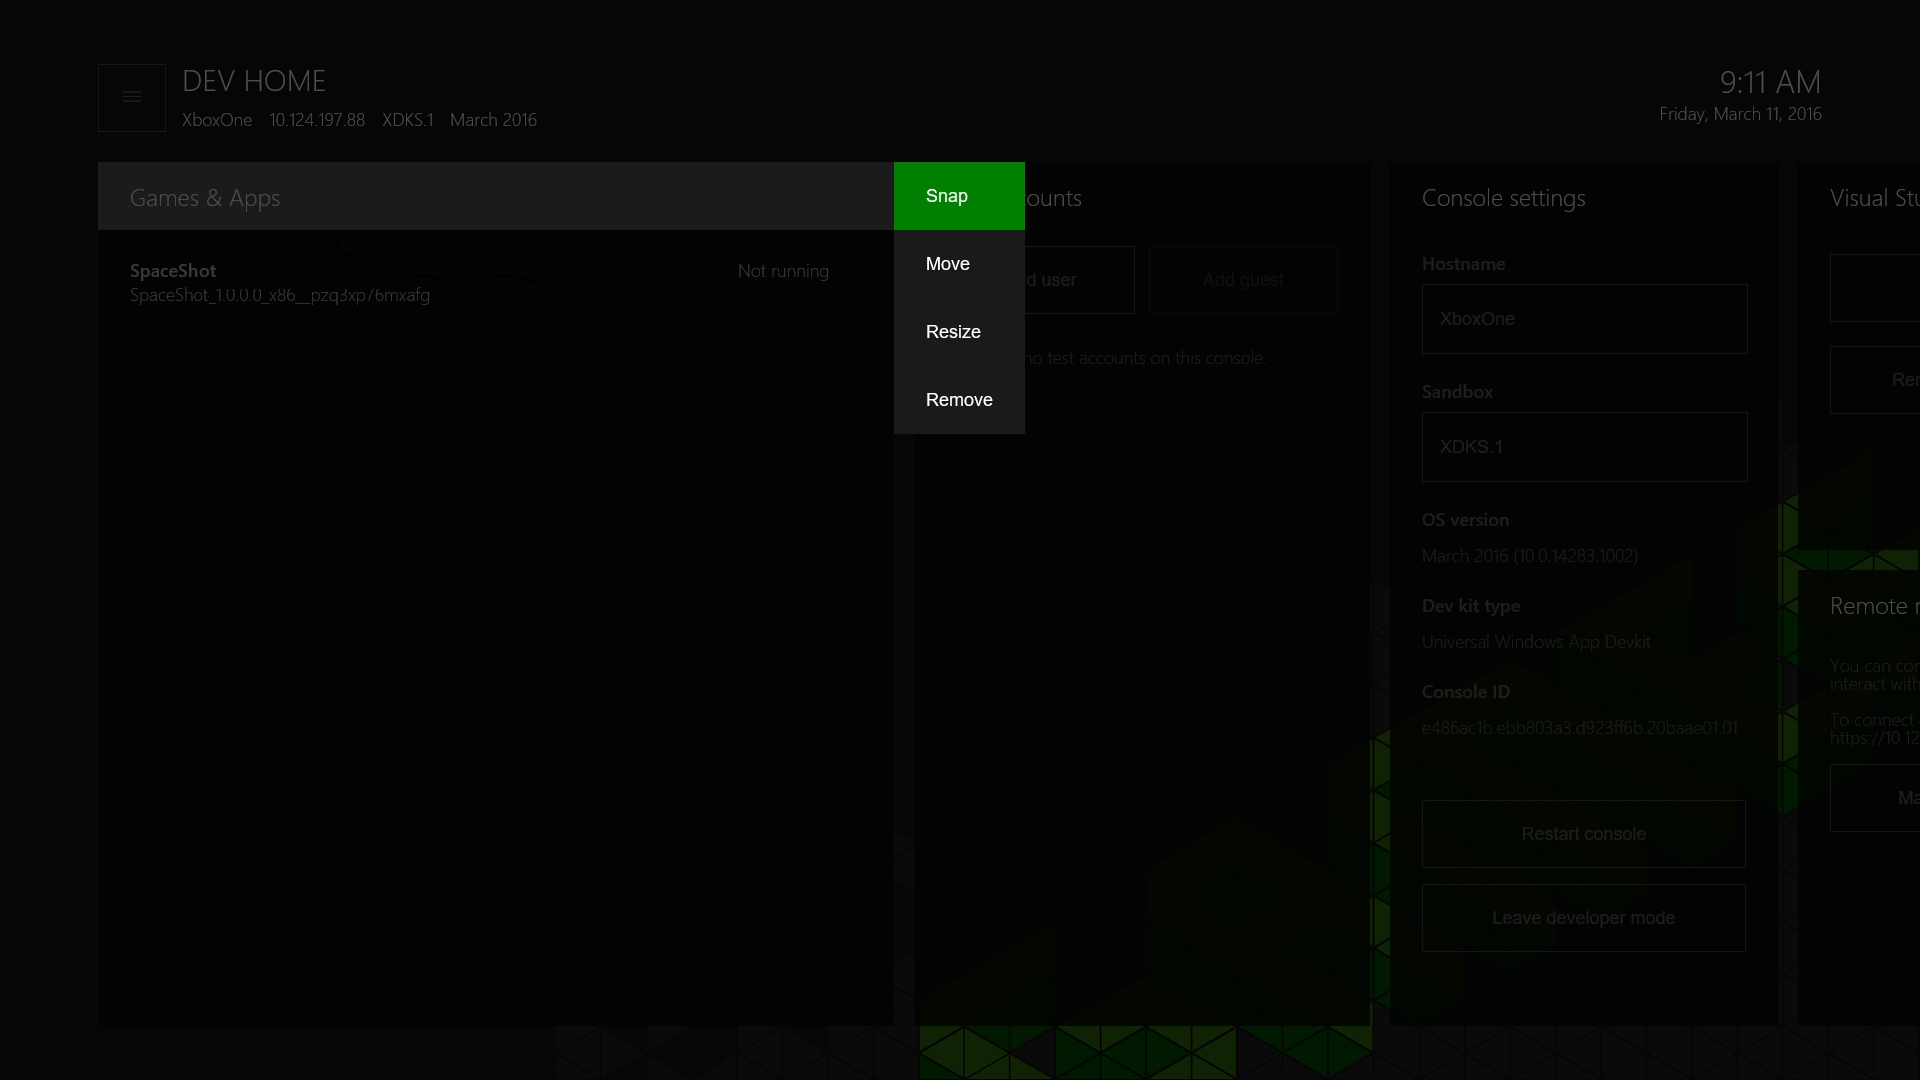 DEV HOME
XboxOne 10.124.197.88 XDKS.1 March 2016
9:11 AM
Friday, March 11, 2016
Games & Apps
SpaceShot
Not running
SpaceShot_1.0.0.0_x86__pzq3xp76mxafg
Snap
Move
Resize
Remove
ounts
d user
Add guest
no test accounts on this console.
Console settings
Hostname
XboxOne
Sandbox
XDKS.1
OS version
March 2016 (10.0.14283.1002)
Dev kit type
Universal Windows App Devkit
Console ID
e486ac1b.ebb803a3.d923ff6b.20baae01.01
Restart console
Leave developer mode
Visual Stu
Rem
Remote m
You can con
interact with
To connect
https://10.12
Ma